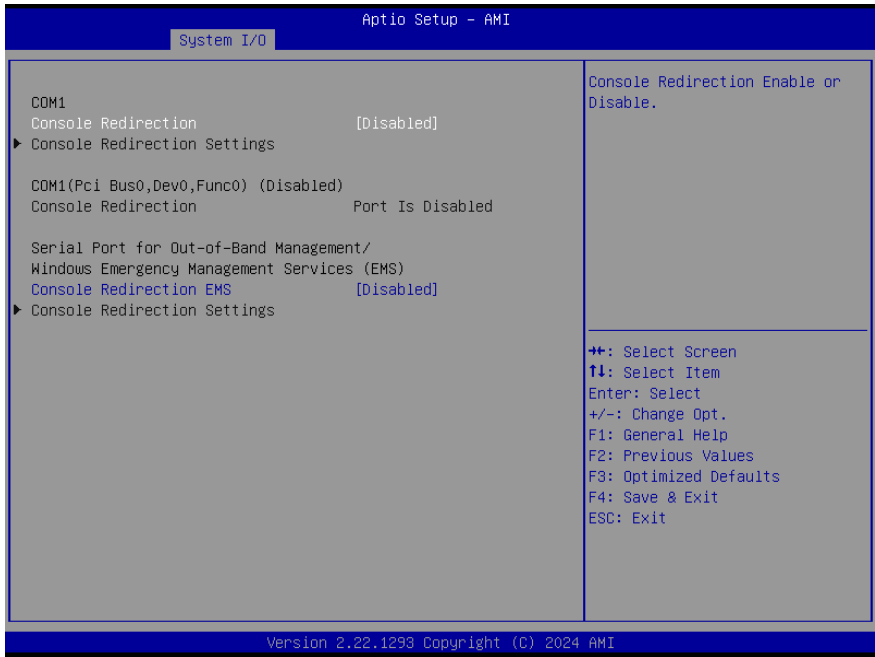 Aptio Setup – AMI
System I/O
COM1
Console Redirection [Disabled]
▶ Console Redirection Settings
COM1(Pci Bus0,Dev0,Func0) (Disabled)
Console Redirection Port Is Disabled
Serial Port for Out-of-Band Management/
Windows Emergency Management Services (EMS)
Console Redirection EMS [Disabled]
▶ Console Redirection Settings
Console Redirection Enable or
Disable.
→←: Select Screen
↑↓: Select Item
Enter: Select
+/-: Change Opt.
F1: General Help
F2: Previous Values
F3: Optimized Defaults
F4: Save & Exit
ESC: Exit
Version 2.22.1293 Copyright (C) 2024 AMI